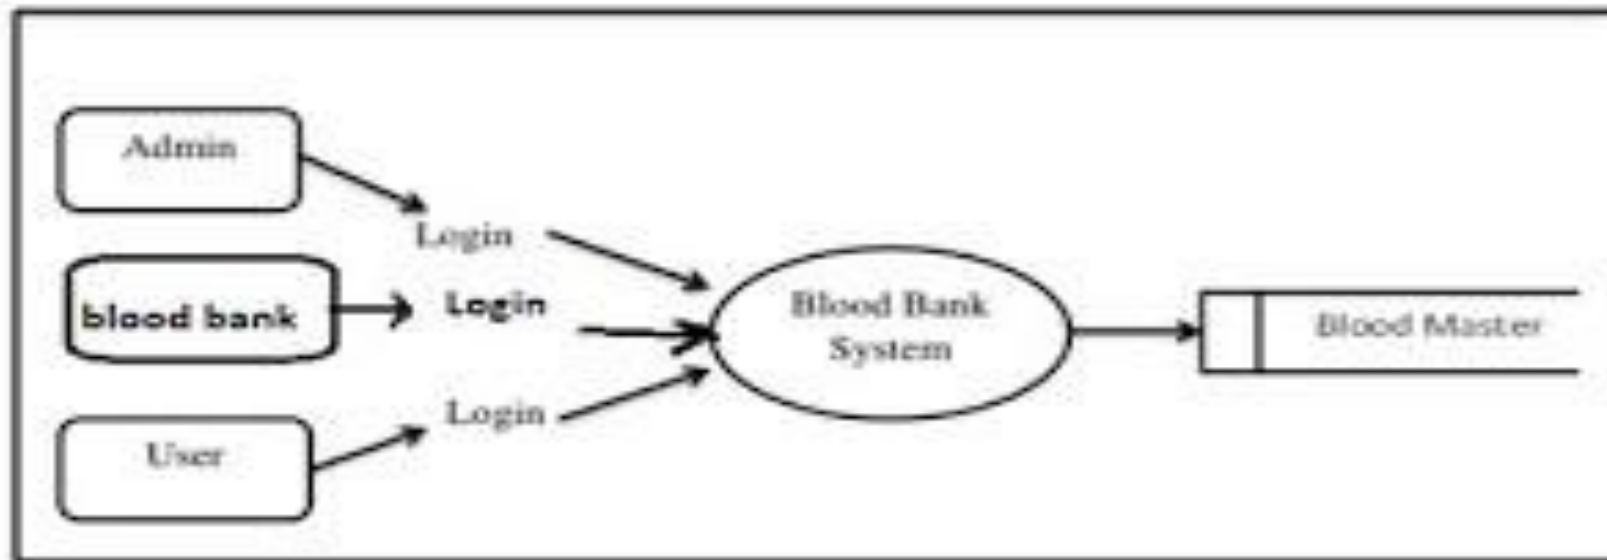 Admin
Login
blood bank
Login
User
Login
Blood Bank
System
Blood Master